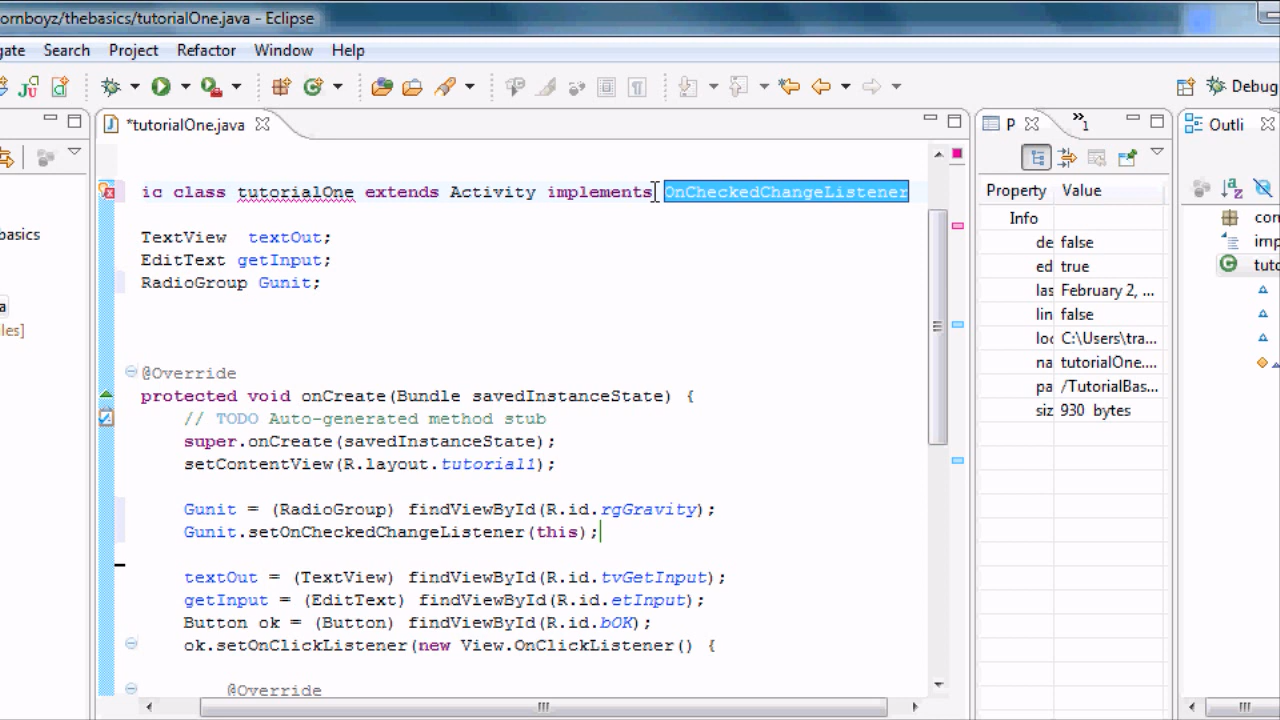 ornboyz/thebasics/tutorialOne.java - Eclipse
gate Search Project Refactor Window Help
Debug
*tutorialOne.java
P
1
Outli
ic class tutorialOne extends Activity implements OnCheckedChangeListener
TextView textOut;
EditText getInput;
RadioGroup Gunit;
@Override
protected void onCreate(Bundle savedInstanceState) {
// TODO Auto-generated method stub
super.onCreate(savedInstanceState);
setContentView(R.layout.tutorial1);
Gunit = (RadioGroup) findViewById(R.id.rgGravity);
Gunit.setOnCheckedChangeListener(this);
textOut = (TextView) findViewById(R.id.tvGetInput);
getInput = (EditText) findViewById(R.id.etInput);
Button ok = (Button) findViewById(R.id.bOK);
ok.setOnClickListener(new View.OnClickListener() {
@Override
basics
a
les]
Property Value
Info
de false
ed true
las February 2, ...
lin false
loc C:\Users\tra...
na tutorialOne....
pa /TutorialBas...
siz 930 bytes
com
imp
tuto